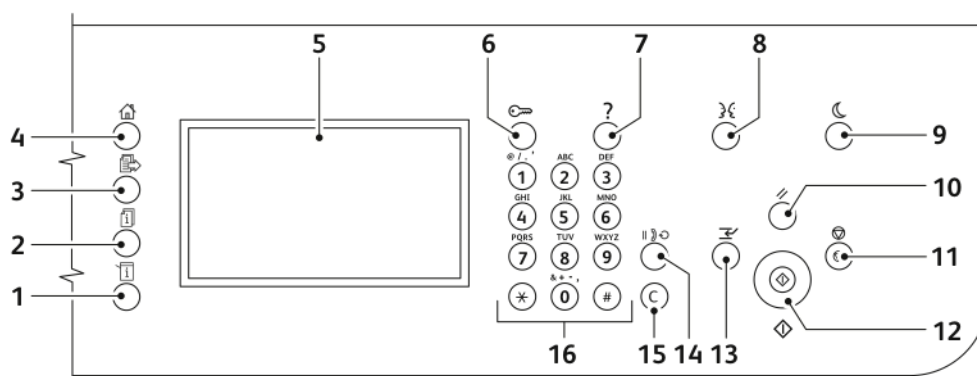 5 6 7 8
4 ? 9
@ / . ' ABC DEF
1 2 3
3 GHI JKL MNO 10
4 5 6
2 PQRS TUV WXYZ
7 8 9 11
& + - ,
1 * 0 # C 12
16 15 14 13